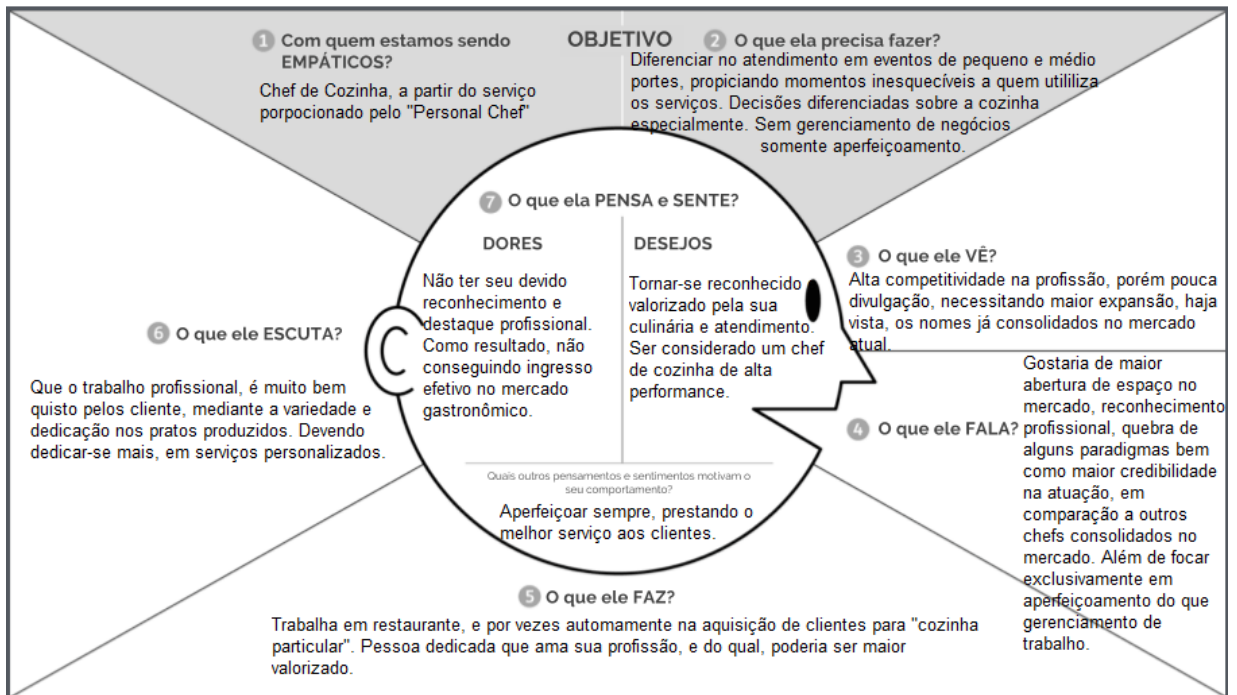 OBJETIVO
1 Com quem estamos sendo
EMPÁTICOS?
Chef de Cozinha, a partir do serviço
porpocionado pelo "Personal Chef"
2 O que ela precisa fazer?
Diferenciar no atendimento em eventos de pequeno e médio
portes, propiciando momentos inesquecíveis a quem utililiza
os serviços. Decisões diferenciadas sobre a cozinha
especialmente. Sem gerenciamento de negócios
somente aperfeiçoamento.
3 O que ele VÊ?
Alta competitividade na profissão, porém pouca
divulgação, necessitando maior expansão, haja
vista, os nomes já consolidados no mercado
atual.
4 O que ele FALA?
Gostaria de maior
abertura de espaço no
mercado, reconhecimento
profissional, quebra de
alguns paradigmas bem
como maior credibilidade
na atuação, em
comparação a outros
chefs consolidados no
mercado. Além de focar
exclusivamente em
aperfeiçoamento do que
gerenciamento de
trabalho.
5 O que ele FAZ?
Trabalha em restaurante, e por vezes automamente na aquisição de clientes para "cozinha
particular". Pessoa dedicada que ama sua profissão, e do qual, poderia ser maior
valorizado.
6 O que ele ESCUTA?
Que o trabalho profissional, é muito bem
quisto pelos cliente, mediante a variedade e
dedicação nos pratos produzidos. Devendo
dedicar-se mais, em serviços personalizados.
7 O que ela PENSA e SENTE?
DORES
Não ter seu devido
reconhecimento e
destaque profissional.
Como resultado, não
conseguindo ingresso
efetivo no mercado
gastronômico.
DESEJOS
Tornar-se reconhecido
valorizado pela sua
culinária e atendimento.
Ser considerado um chef
de cozinha de alta
performance.
Quais outros pensamentos e sentimentos motivam o
seu comportamento?
Aperfeiçoar sempre, prestando o
melhor serviço aos clientes.